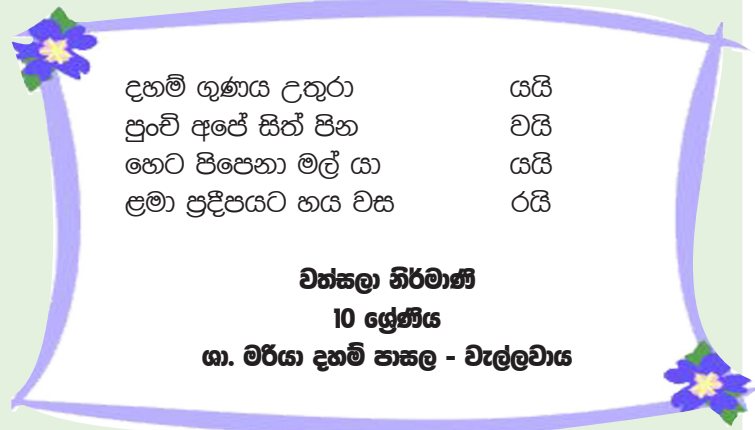 දහම් ගුණය උතුරා යයි
පුංචි අපේ සිත් පින වයි
හෙට පිපෙනා මල් යා යයි
ළමා ප්‍රදීපයට හය වස රයි
වත්සලා නිර්මාණි
10 ශ්‍රේණිය
ශා. මරියා දහම් පාසල - වැල්ලවාය